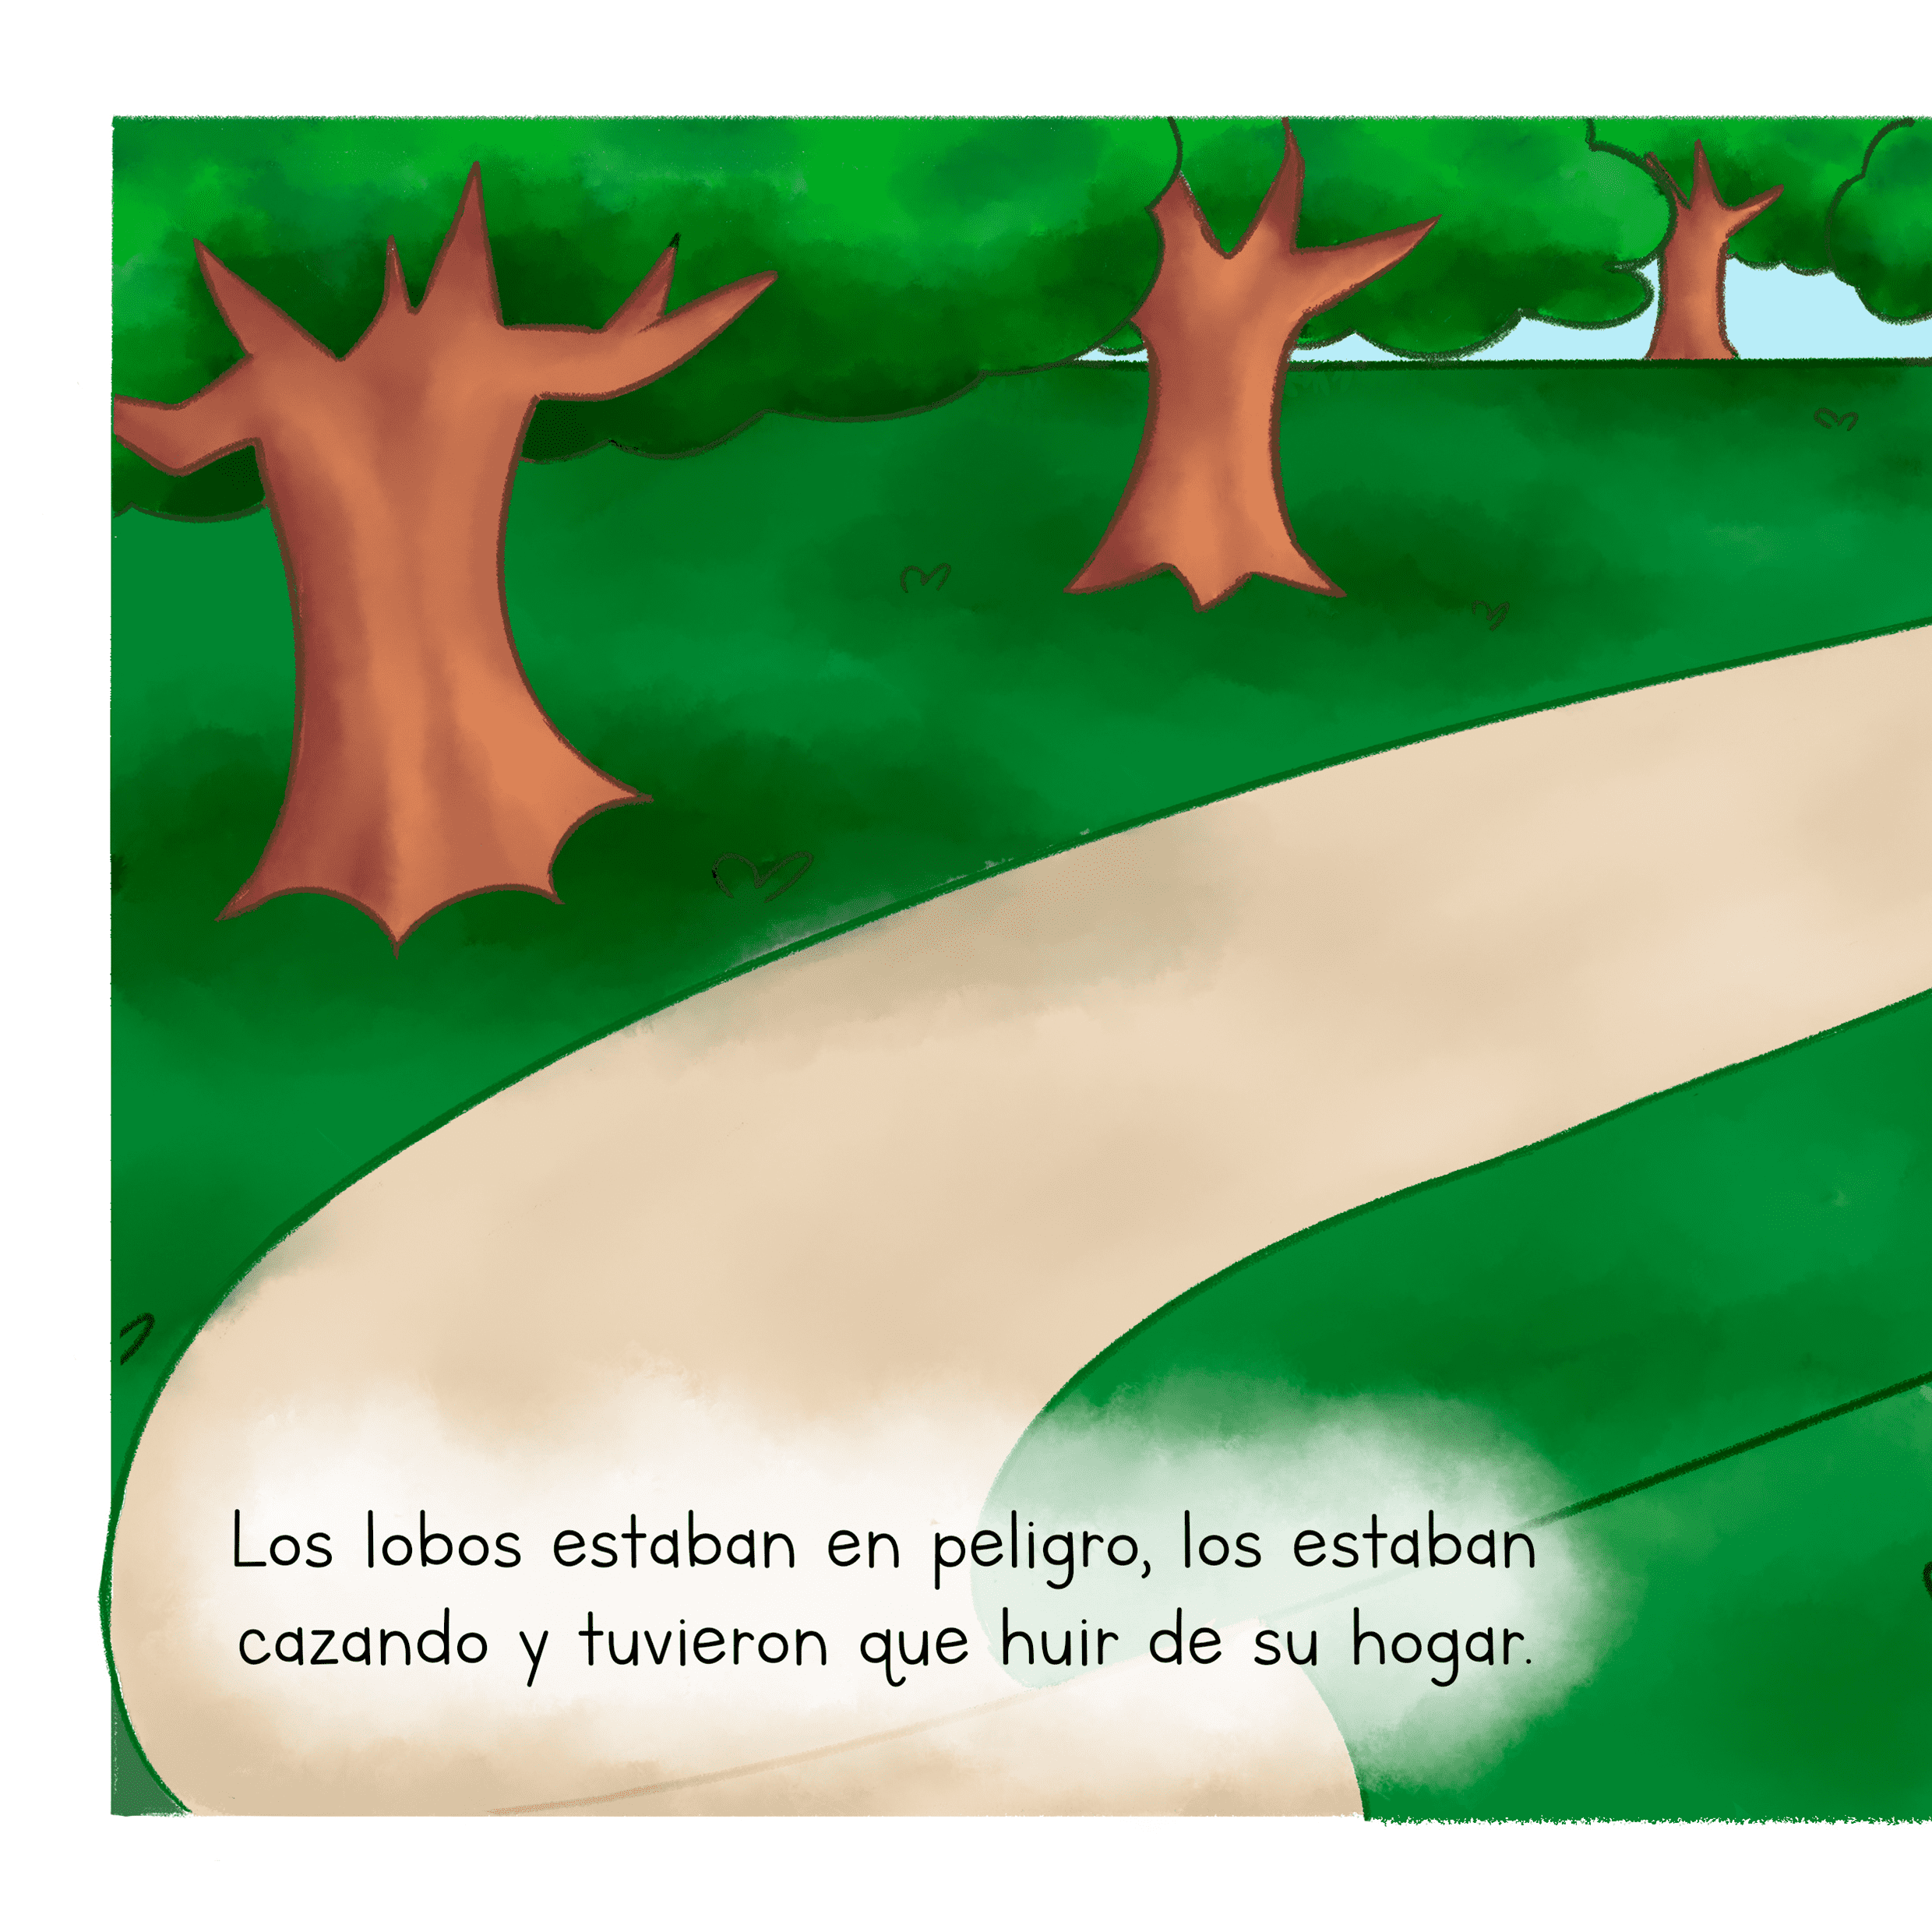 Los lobos estaban en peligro, los estaban
cazando y tuvieron que huir de su hogar.